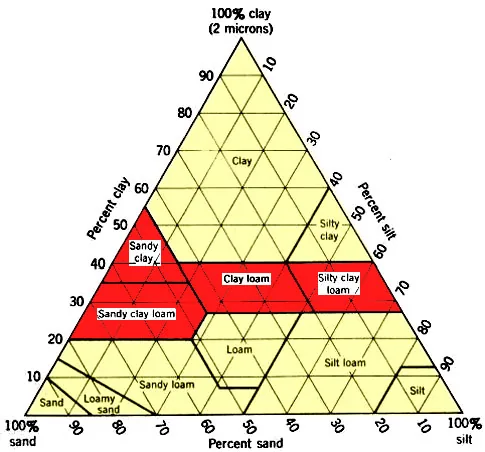 100% clay
(2 microns)
90
10
80
20
70
30
Clay
60
40
Percent clay
Percent silt
50
50
Silty
clay
Sandy
clay
60
40
Clay loam
Silty clay
loam
70
30
Sandy clay loam
80
20
Loam
Silt loam
90
10
Sandy loam
Sand
Loamy
sand
Silt
100%
sand
90
80
70
60
50
40
30
20
10
100%
silt
Percent sand